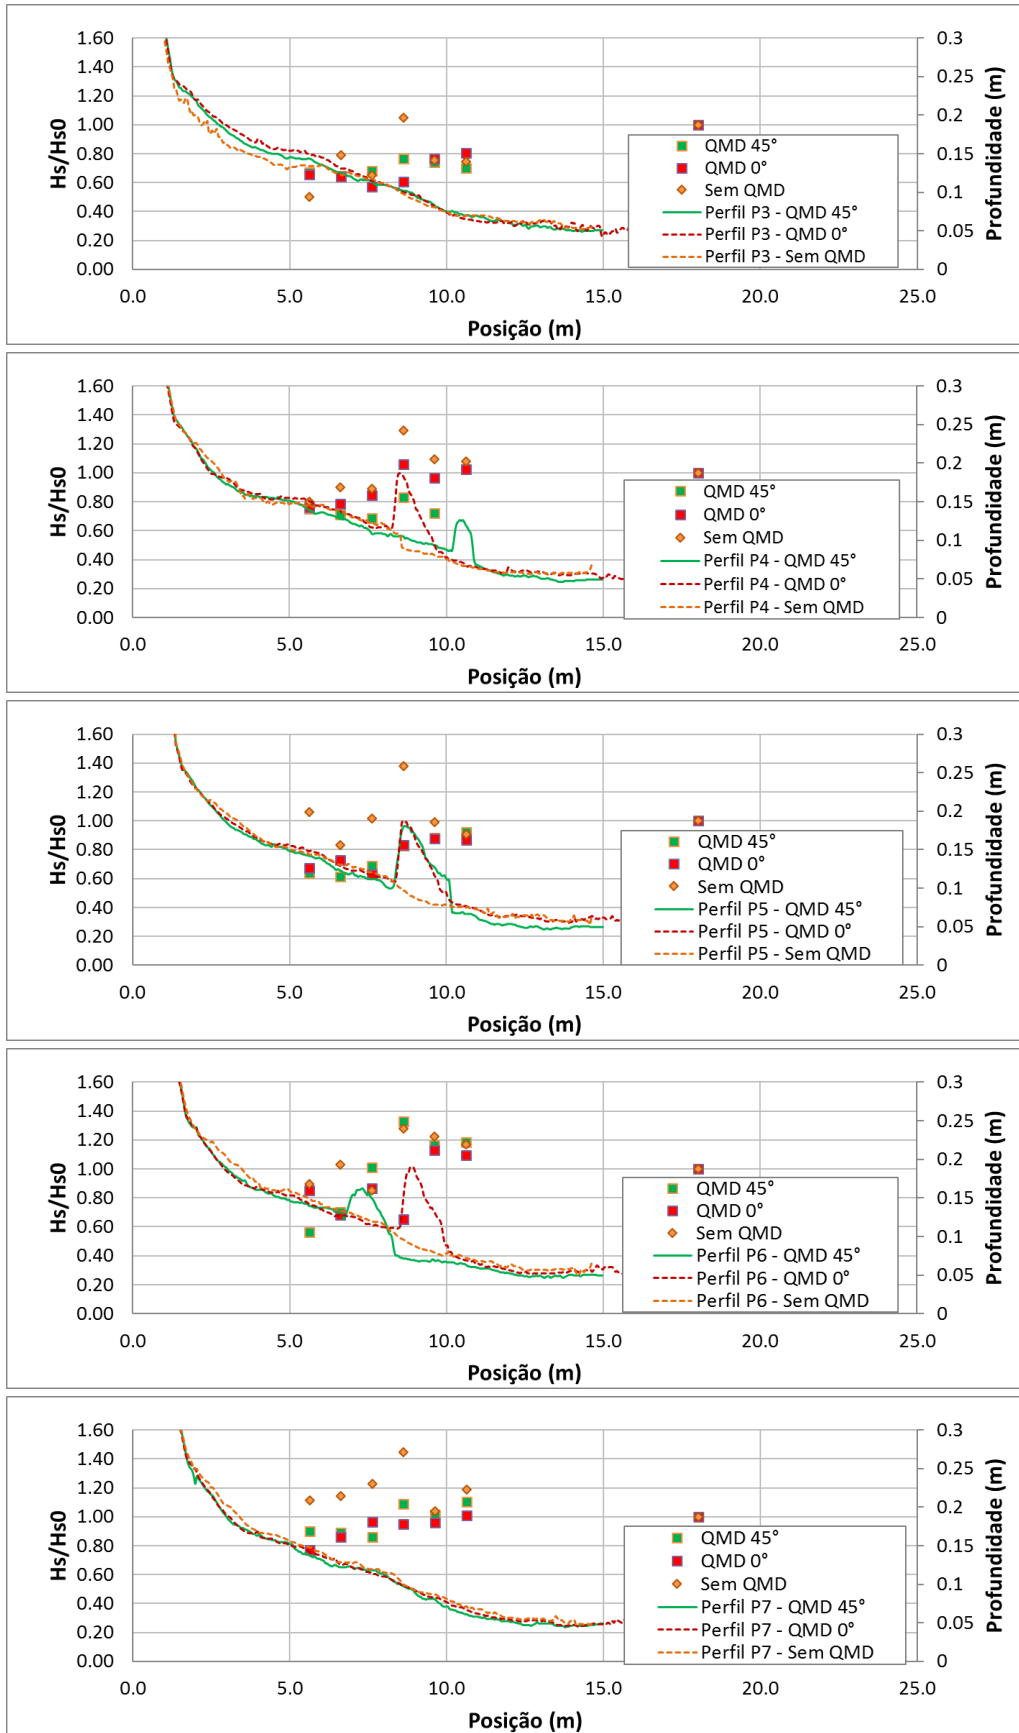 1.60
1.40
1.20
1.00
0.80
0.60
0.40
0.20
0.00
Hs/Hs0
0.3
0.25
0.2
0.15
0.1
0.05
0
Profundidade (m)
QMD 45°
QMD 0°
Sem QMD
Perfil P3 - QMD 45°
Perfil P3 - QMD 0°
Perfil P3 - Sem QMD
0.0 5.0 10.0 15.0 20.0 25.0
Posição (m)
1.60
1.40
1.20
1.00
0.80
0.60
0.40
0.20
0.00
Hs/Hs0
0.3
0.25
0.2
0.15
0.1
0.05
0
Profundidade (m)
QMD 45°
QMD 0°
Sem QMD
Perfil P4 - QMD 45°
Perfil P4 - QMD 0°
Perfil P4 - Sem QMD
0.0 5.0 10.0 15.0 20.0 25.0
Posição (m)
1.60
1.40
1.20
1.00
0.80
0.60
0.40
0.20
0.00
Hs/Hs0
0.3
0.25
0.2
0.15
0.1
0.05
0
Profundidade (m)
QMD 45°
QMD 0°
Sem QMD
Perfil P5 - QMD 45°
Perfil P5 - QMD 0°
Perfil P5 - Sem QMD
0.0 5.0 10.0 15.0 20.0 25.0
Posição (m)
1.60
1.40
1.20
1.00
0.80
0.60
0.40
0.20
0.00
Hs/Hs0
0.3
0.25
0.2
0.15
0.1
0.05
0
Profundidade (m)
QMD 45°
QMD 0°
Sem QMD
Perfil P6 - QMD 45°
Perfil P6 - QMD 0°
Perfil P6 - Sem QMD
0.0 5.0 10.0 15.0 20.0 25.0
Posição (m)
1.60
1.40
1.20
1.00
0.80
0.60
0.40
0.20
0.00
Hs/Hs0
0.3
0.25
0.2
0.15
0.1
0.05
0
Profundidade (m)
QMD 45°
QMD 0°
Sem QMD
Perfil P7 - QMD 45°
Perfil P7 - QMD 0°
Perfil P7 - Sem QMD
0.0 5.0 10.0 15.0 20.0 25.0
Posição (m)